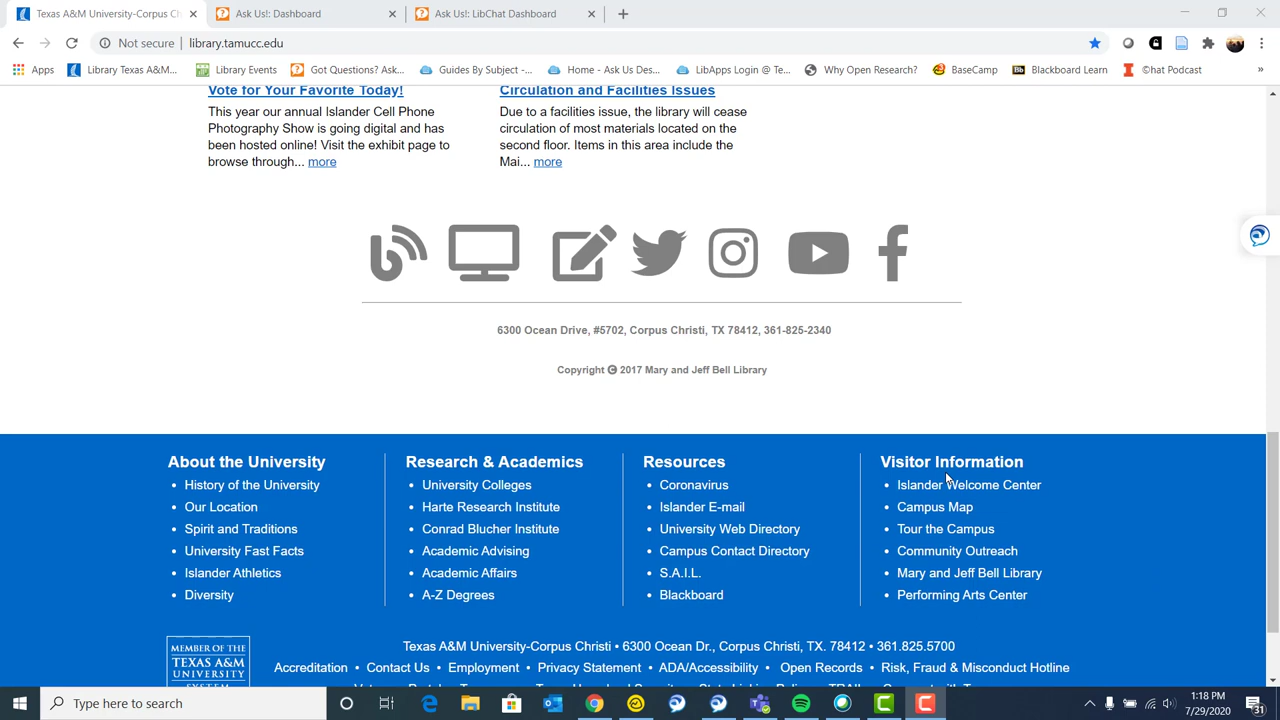 Texas A&M University-Corpus Ch
Ask Us!: Dashboard
Ask Us!: LibChat Dashboard
Not secure
library.tamucc.edu
Apps
Library Texas A&M...
Library Events
Got Questions? Ask...
Guides By Subject -...
Home - Ask Us Des...
LibApps Login @ Te...
Why Open Research?
BaseCamp
Bb
Blackboard Learn
©hat Podcast
»
Vote for Your Favorite Today!
This year our annual Islander Cell Phone
Photography Show is going digital and has
been hosted online! Visit the exhibit page to
browse through... more
Circulation and Facilities Issues
Due to a facilities issue, the library will cease
circulation of most materials located on the
second floor. Items in this area include the
Mai... more
6300 Ocean Drive, #5702, Corpus Christi, TX 78412, 361-825-2340
Copyright © 2017 Mary and Jeff Bell Library
About the University
• History of the University
• Our Location
• Spirit and Traditions
• University Fast Facts
• Islander Athletics
• Diversity
Research & Academics
• University Colleges
• Harte Research Institute
• Conrad Blucher Institute
• Academic Advising
• Academic Affairs
• A-Z Degrees
Resources
• Coronavirus
• Islander E-mail
• University Web Directory
• Campus Contact Directory
• S.A.I.L.
• Blackboard
Visitor Information
• Islander Welcome Center
• Campus Map
• Tour the Campus
• Community Outreach
• Mary and Jeff Bell Library
• Performing Arts Center
MEMBER OF THE
TEXAS A&M
UNIVERSITY
SYSTEM
Texas A&M University-Corpus Christi • 6300 Ocean Dr., Corpus Christi, TX. 78412 • 361.825.5700
Accreditation • Contact Us • Employment • Privacy Statement • ADA/Accessibility • Open Records • Risk, Fraud & Misconduct Hotline
Type here to search
1:18 PM
7/29/2020
31